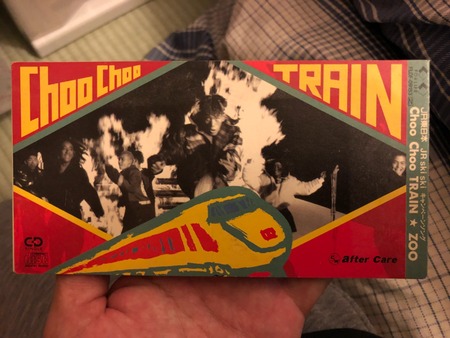 Choo Choo TRAIN
JR東日本 JR ski ski キャンペーンソング
Choo Choo TRAIN ★ ZOO
c/w after Care